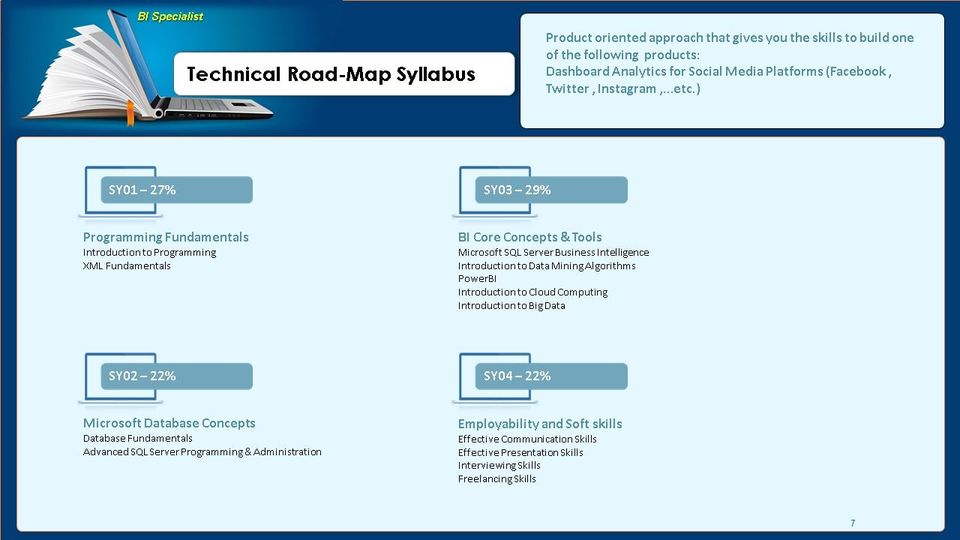 BI Specialist
Technical Road-Map Syllabus
Product oriented approach that gives you the skills to build one
of the following products:
Dashboard Analytics for Social Media Platforms (Facebook ,
Twitter , Instagram ,...etc.)
SY01 – 27%
Programming Fundamentals
Introduction to Programming
XML Fundamentals
SY03 – 29%
BI Core Concepts & Tools
Microsoft SQL Server Business Intelligence
Introduction to Data Mining Algorithms
PowerBI
Introduction to Cloud Computing
Introduction to Big Data
SY02 – 22%
Microsoft Database Concepts
Database Fundamentals
Advanced SQL Server Programming & Administration
SY04 – 22%
Employability and Soft skills
Effective Communication Skills
Effective Presentation Skills
Interviewing Skills
Freelancing Skills
7